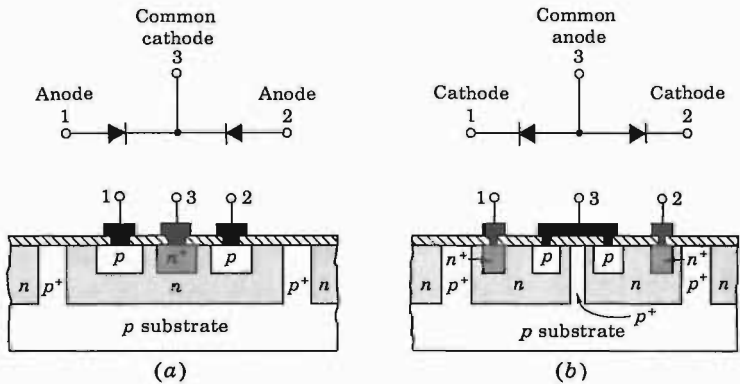 Common
cathode
3
Anode
1
Anode
2
1
3
2
p
n+
p
n
p+
n
p+
n
p substrate
(a)
Common
anode
3
Cathode
1
Cathode
2
1
3
2
n+
p
p
n+
n
p+
n
n
p+
n
p substrate
p+
(b)